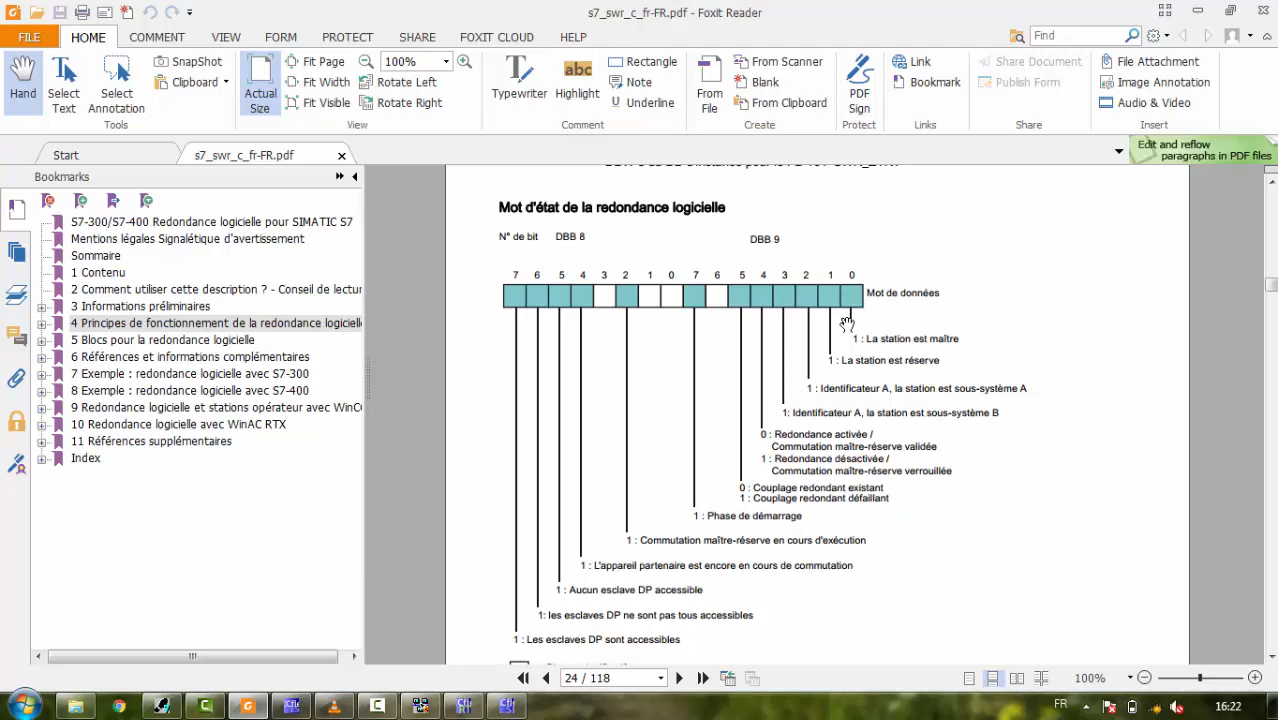 s7_swr_c_fr-FR.pdf - Foxit Reader
FILE HOME COMMENT VIEW FORM PROTECT SHARE FOXIT CLOUD HELP
Find
Hand
Select Text
Select Annotation
SnapShot
Clipboard
Tools
Actual Size
Fit Page
Fit Width
Fit Visible
100%
Rotate Left
Rotate Right
View
Typewriter
Highlight
Rectangle
Note
Underline
Comment
From File
From Scanner
Blank
From Clipboard
Create
PDF Sign
Protect
Link
Bookmark
Links
Share Document
Publish Form
Share
File Attachment
Image Annotation
Audio & Video
Insert
Start
s7_swr_c_fr-FR.pdf
Edit and reflow
paragraphs in PDF files
Bookmarks
S7-300/S7-400 Redondance logicielle pour SIMATIC S7
Mentions légales Signalétique d'avertissement
Sommaire
1 Contenu
2 Comment utiliser cette description ? - Conseil de lectur
3 Informations préliminaires
4 Principes de fonctionnement de la redondance logicielle
5 Blocs pour la redondance logicielle
6 Références et informations complémentaires
7 Exemple : redondance logicielle avec S7-300
8 Exemple : redondance logicielle avec S7-400
9 Redondance logicielle et stations opérateur avec WinCC
10 Redondance logicielle avec WinAC RTX
11 Références supplémentaires
Index
Mot d'état de la redondance logicielle
N° de bit DBB 8 DBB 9
7 6 5 4 3 2 1 0 7 6 5 4 3 2 1 0
Mot de données
1 : La station est maître
1 : La station est réserve
1 : Identificateur A, la station est sous-système A
1: Identificateur A, la station est sous-système B
0 : Redondance activée /
Commutation maître-réserve validée
1 : Redondance désactivée /
Commutation maître-réserve verrouillée
0 : Couplage redondant existant
1 : Couplage redondant défaillant
1 : Phase de démarrage
1 : Commutation maître-réserve en cours d'exécution
1 : L'appareil partenaire est encore en cours de commutation
1 : Aucun esclave DP accessible
1: les esclaves DP ne sont pas tous accessibles
1 : Les esclaves DP sont accessibles
24 / 118
100%
FR
16:22